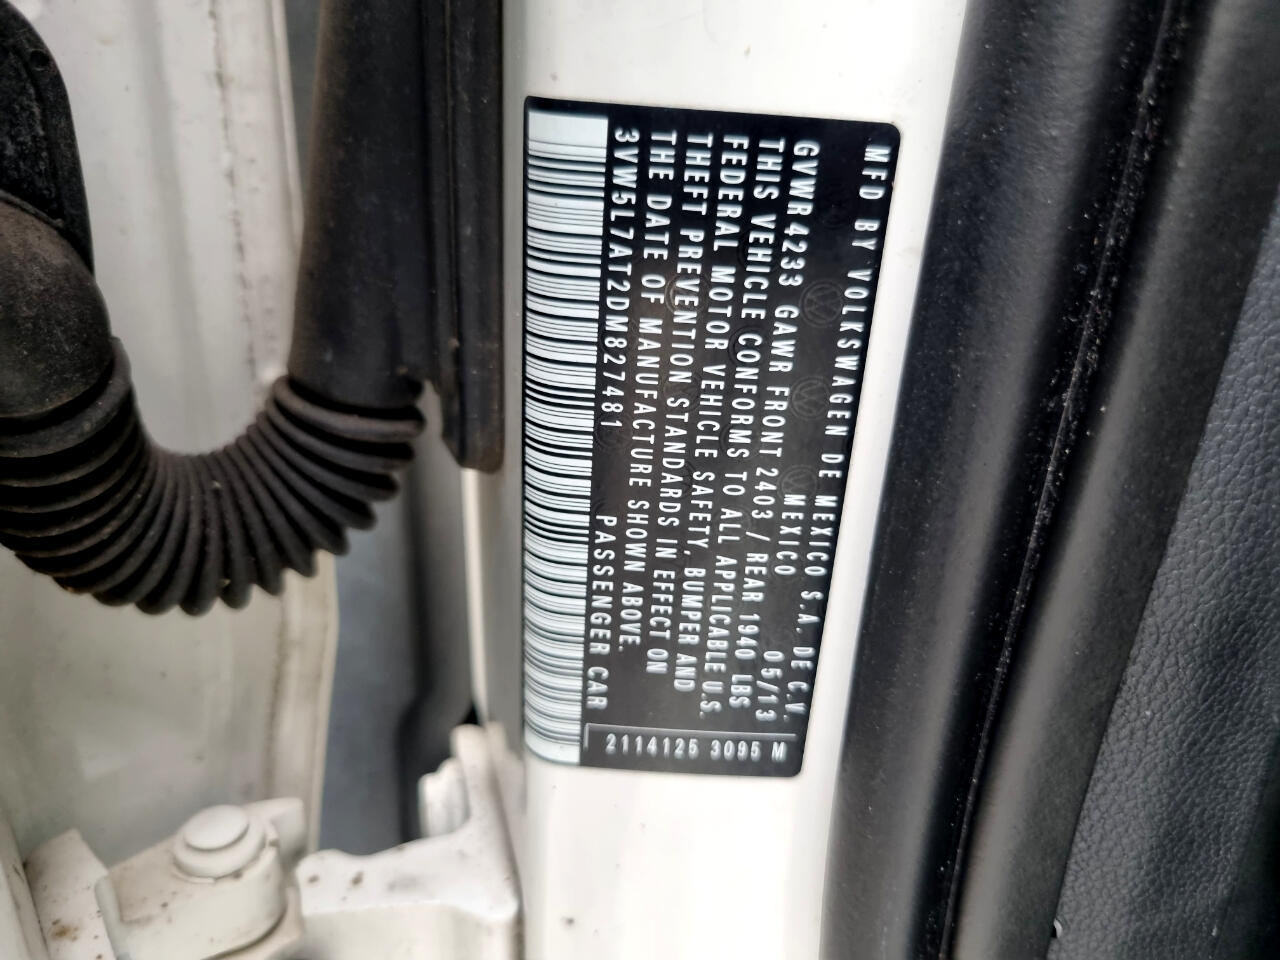 MFD BY VOLKSWAGEN DE MEXICO S.A. DE C.V.
MEXICO 05/13
GVWR4233 GAWR FRONT 2403 / REAR 1940 LBS
THIS VEHICLE CONFORMS TO ALL APPLICABLE U.S.
FEDERAL MOTOR VEHICLE SAFETY, BUMPER AND
THEFT PREVENTION STANDARDS IN EFFECT ON
THE DATE OF MANUFACTURE SHOWN ABOVE.
3VW5L7AT2DM827481 PASSENGER CAR
2114125 3095 M